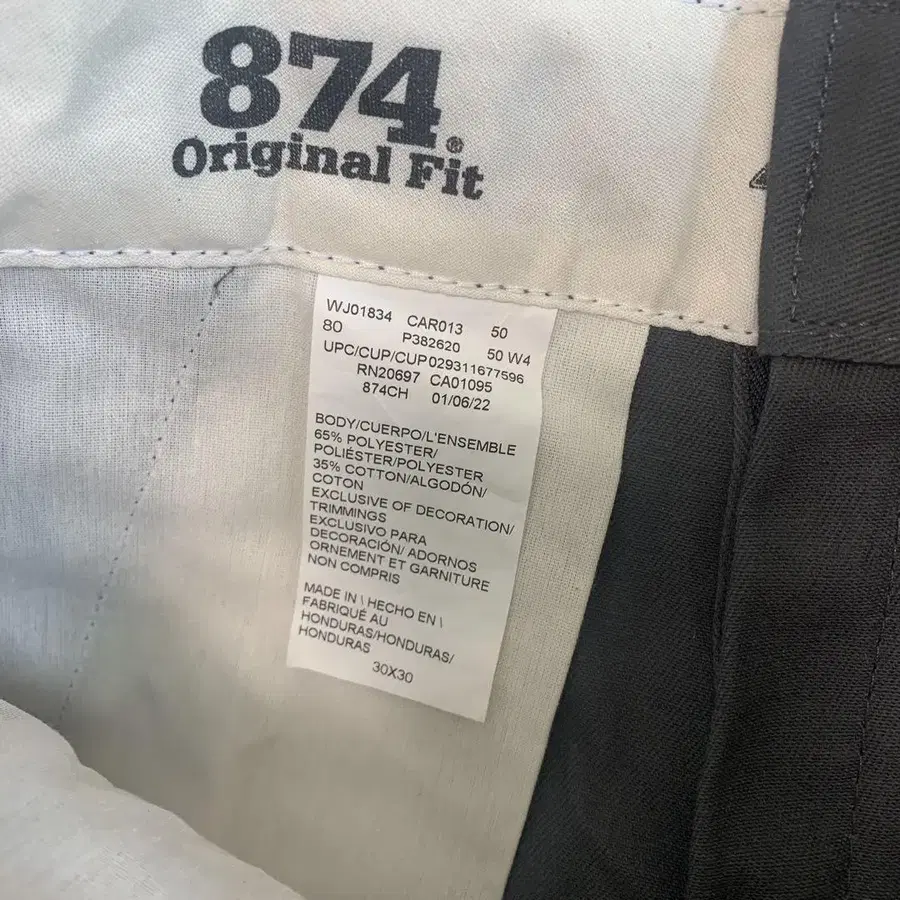 874®
Original Fit
WJ01834 CAR013 50
80 P382620 50 W4
UPC/CUP/CUP029311677596
RN20697 CA01095
874CH 01/06/22
BODY/CUERPO/L'ENSEMBLE
65% POLYESTER/
POLIÉSTER/POLYESTER
35% COTTON/ALGODÓN/
COTON
EXCLUSIVE OF DECORATION/
TRIMMINGS
EXCLUSIVO PARA
DECORACIÓN/ ADORNOS
ORNEMENT ET GARNITURE
NON COMPRIS
MADE IN \ HECHO EN \
FABRIQUÉ AU
HONDURAS/HONDURAS/
HONDURAS
30X30